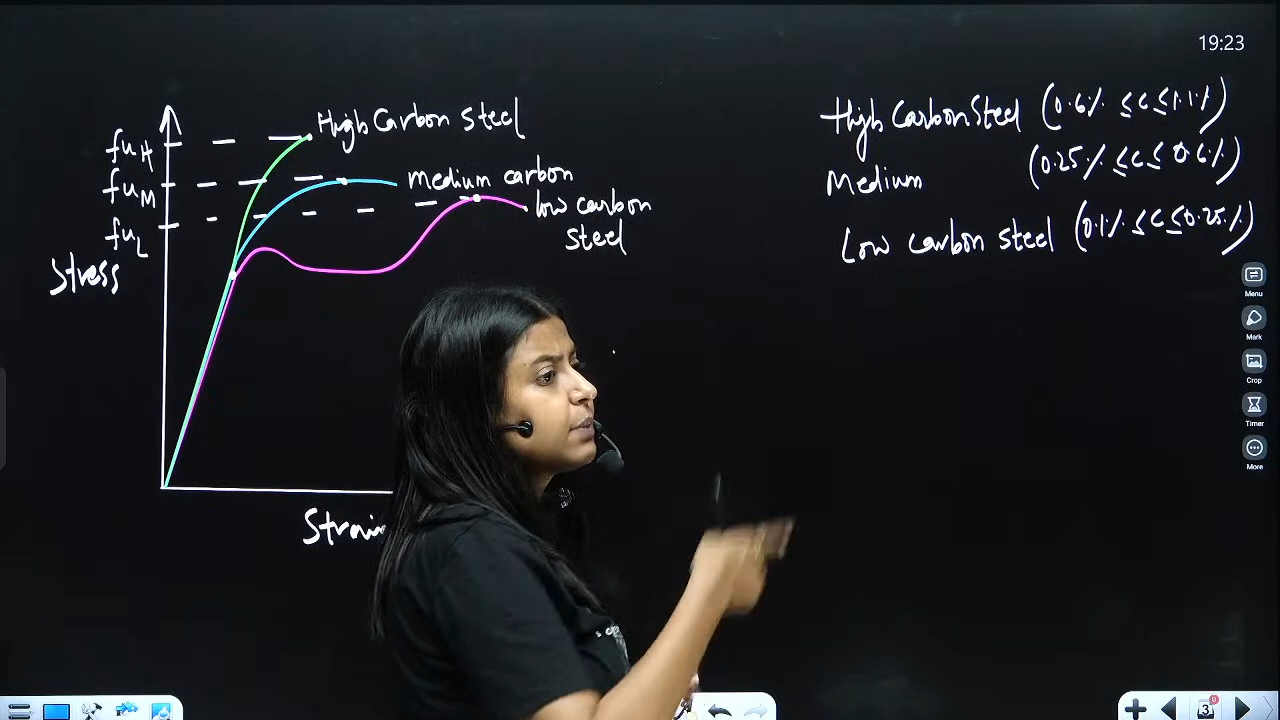 19:23
High Carbon Steel (0.6% ≤ C ≤ 1.1%)
Medium (0.25% ≤ C ≤ 0.6%)
Low carbon steel (0.1% ≤ C ≤ 0.25%)
High Carbon Steel
fuH
medium carbon
fuM
low carbon
steel
fuL
Stress
Strain
Menu
Mark
Crop
Timer
More